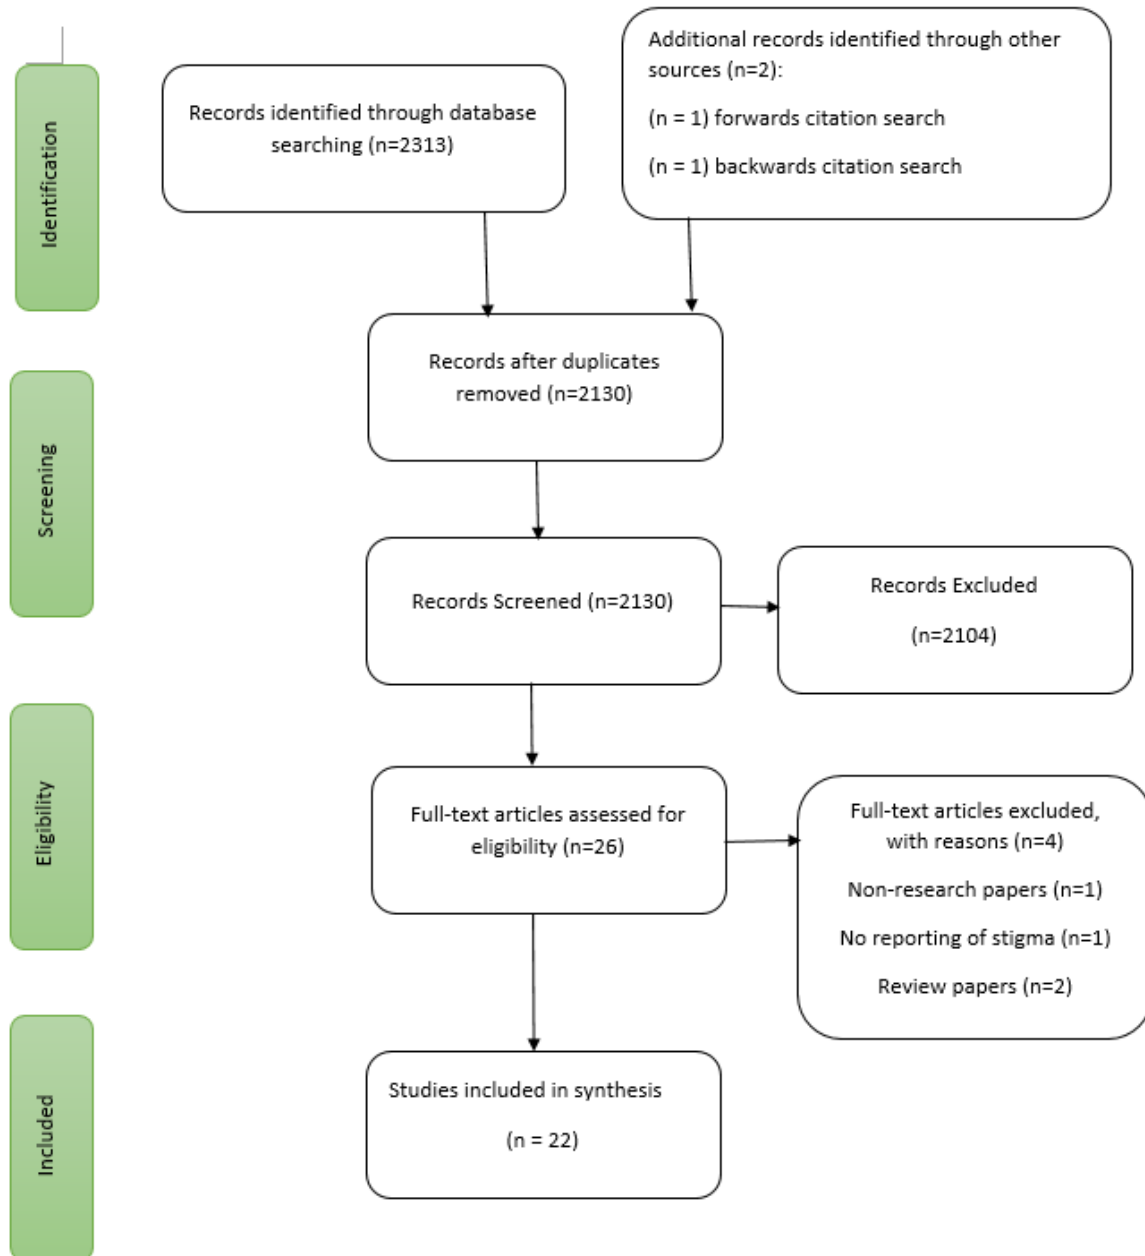 Identification
Records identified through database
searching (n=2313)
Additional records identified through other
sources (n=2):
(n = 1) forwards citation search
(n = 1) backwards citation search
Records after duplicates
removed (n=2130)
Screening
Records Screened (n=2130)
Records Excluded
(n=2104)
Eligibility
Full-text articles assessed for
eligibility (n=26)
Full-text articles excluded,
with reasons (n=4)
Non-research papers (n=1)
No reporting of stigma (n=1)
Review papers (n=2)
Included
Studies included in synthesis
(n = 22)